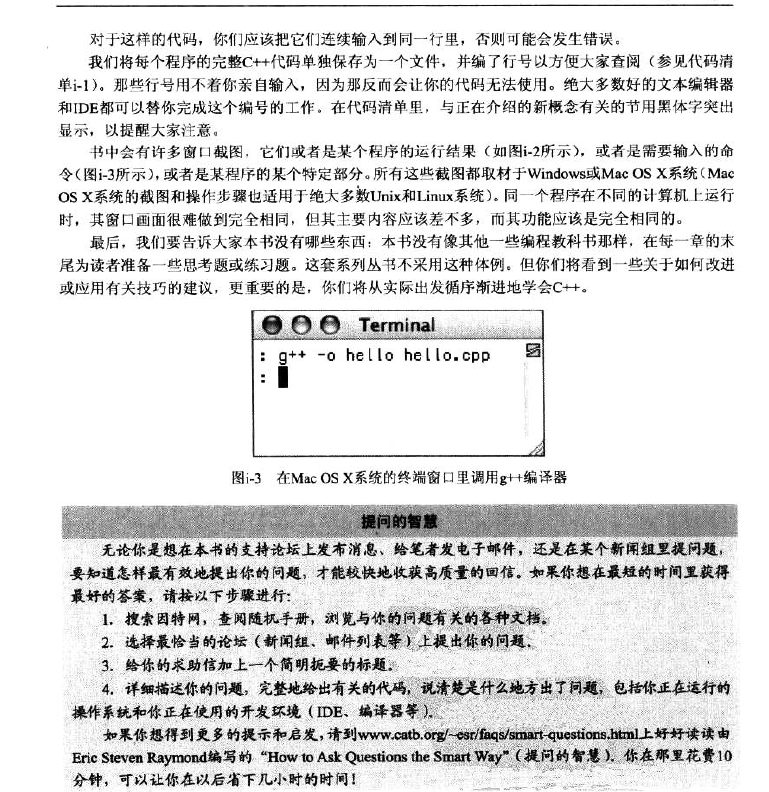 对于这样的代码，你们应该把它们连续输入到同一行里，否则可能会发生错误。
我们将每个程序的完整C++代码单独保存为一个文件，并编了行号以方便大家查阅（参见代码清
单i-1）。那些行号用不着你亲自输入，因为那反而会让你的代码无法使用。绝大多数好的文本编辑器
和IDE都可以替你完成这个编号的工作。在代码清单里，与正在介绍的新概念有关的节用黑体字突出
显示，以提醒大家注意。
书中会有许多窗口截图，它们或者是某个程序的运行结果（如图i-2所示），或者是需要输入的命
令（图i-3所示），或者是某程序的某个特定部分。所有这些截图都取材于Windows或Mac OS X系统（Mac
OS X系统的截图和操作步骤也适用于绝大多数Unix和Linux系统）。同一个程序在不同的计算机上运行
时，其窗口画面很难做到完全相同，但其主要内容应该差不多，而其功能应该是完全相同的。
最后，我们要告诉大家本书没有哪些东西：本书没有像其他一些编程教科书那样，在每一章的末
尾为读者准备一些思考题或练习题。这套系列丛书不采用这种体例。但你们将看到一些关于如何改进
或应用有关技巧的建议，更重要的是，你们将从实际出发循序渐进地学会C++。
Terminal
: g++ -o hello hello.cpp
:
图i-3 在Mac OS X系统的终端窗口里调用g++编译器
提问的智慧
无论你是想在本书的支持论坛上发布消息、给笔者发电子邮件，还是在某个新闻组里提问题，
要知道怎样最有效地提出你的问题，才能较快地收获高质量的回信。如果你想在最短的时间里获得
最好的答案，请按以下步骤进行：
1. 搜索因特网，查阅随机手册，浏览与你的问题有关的各种文档。
2. 选择最恰当的论坛（新闻组、邮件列表等）上提出你的问题。
3. 给你的求助信加上一个简明扼要的标题。
4. 详细描述你的问题，完整地给出有关的代码，说清楚是什么地方出了问题，包括你正在运行的
操作系统和你正在使用的开发环境（IDE、编译器等）。
如果你想得到更多的提示和启发，请到www.catb.org/~esr/faqs/smart-questions.html上好好读读由
Eric Steven Raymond编写的“How to Ask Questions the Smart Way”（提问的智慧）。你在那里花费10
分钟，可以让你在以后省下几小时的时间！